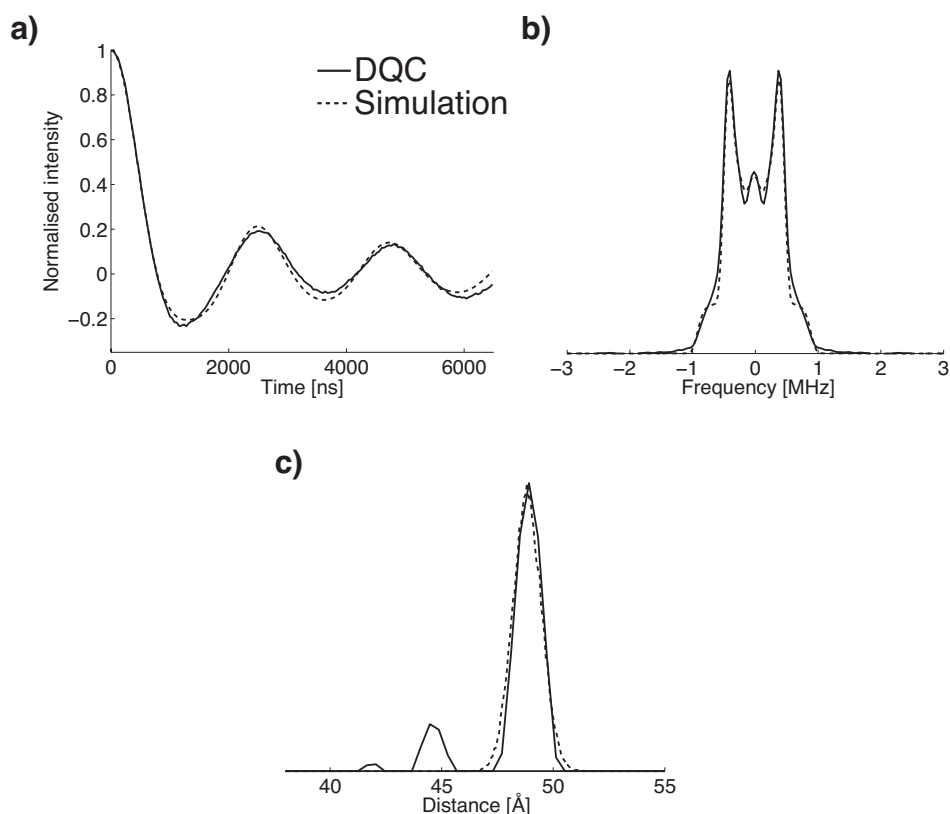 a)
Normalised intensity
1
0.8
0.6
0.4
0.2
0
−0.2
0 2000 4000 6000
Time [ns]
DQC
Simulation
b)
−3 −2 −1 0 1 2 3
Frequency [MHz]
c)
40 45 50 55
Distance [Å]